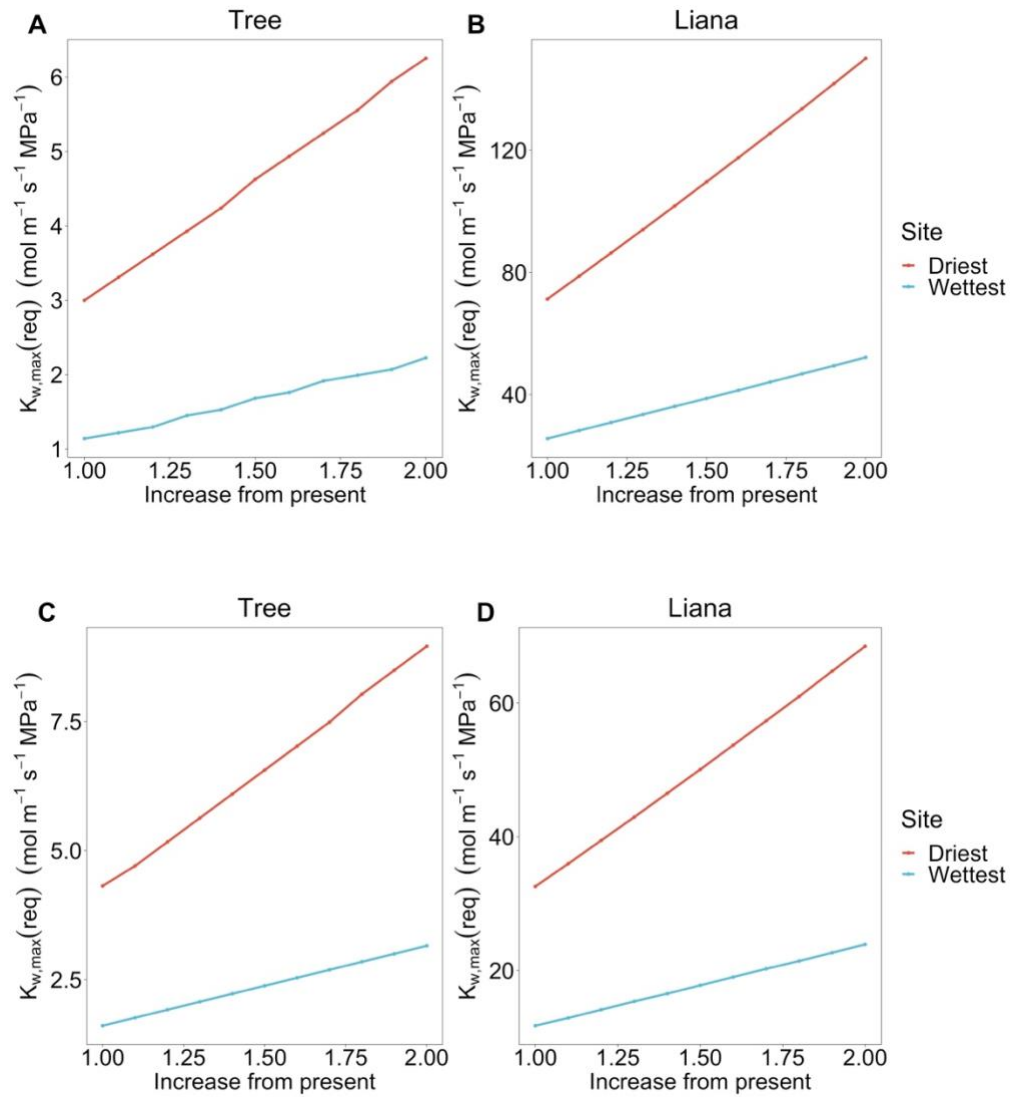 A Tree B Liana
K_w,max(req) (mol m⁻¹ s⁻¹ MPa⁻¹)
6
5
4
3
2
1
1.00 1.25 1.50 1.75 2.00
Increase from present
K_w,max(req) (mol m⁻¹ s⁻¹ MPa⁻¹)
120
80
40
1.00 1.25 1.50 1.75 2.00
Increase from present
Site
Driest
Wettest
C Tree D Liana
K_w,max(req) (mol m⁻¹ s⁻¹ MPa⁻¹)
7.5
5.0
2.5
1.00 1.25 1.50 1.75 2.00
Increase from present
K_w,max(req) (mol m⁻¹ s⁻¹ MPa⁻¹)
60
40
20
1.00 1.25 1.50 1.75 2.00
Increase from present
Site
Driest
Wettest